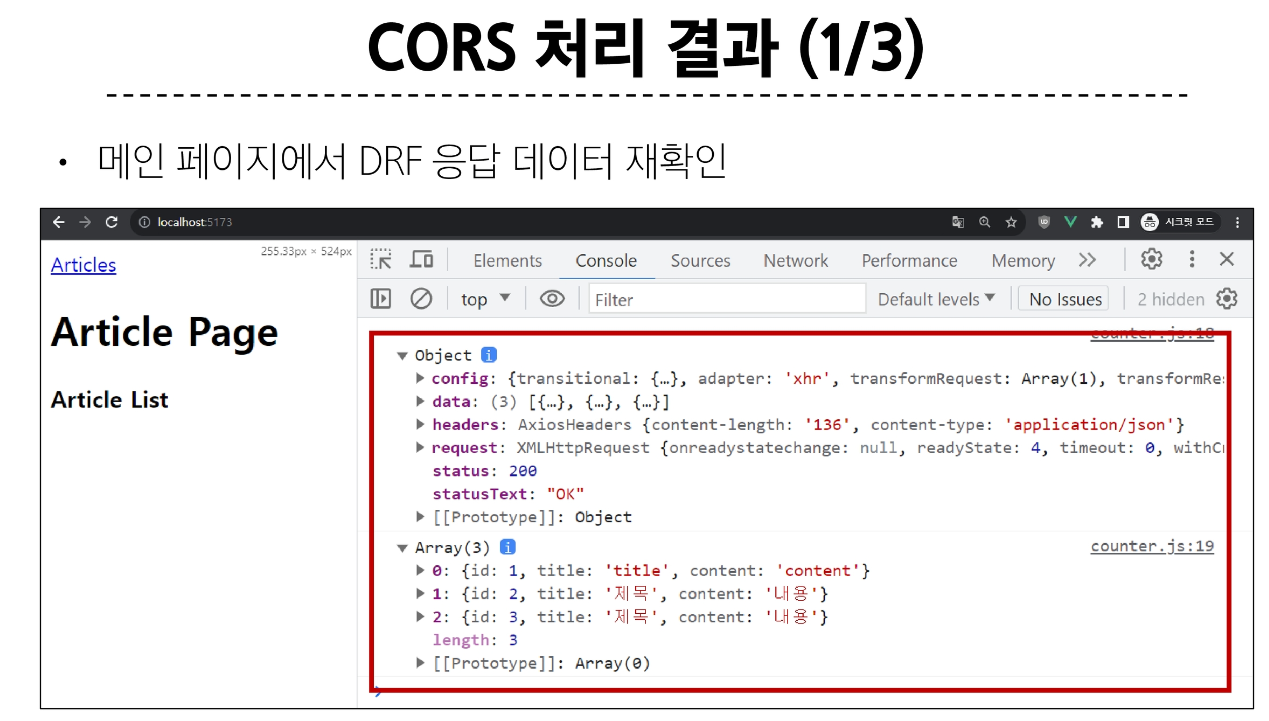 CORS 처리 결과 (1/3)
• 메인 페이지에서 DRF 응답 데이터 재확인
localhost:5173 시크릿 모드
Articles
255.33px × 524px
Article Page
Article List
Elements Console Sources Network Performance Memory
top Filter Default levels No Issues 2 hidden
counter.js:18
Object
config: {transitional: {…}, adapter: 'xhr', transformRequest: Array(1), transformRe
data: (3) [{…}, {…}, {…}]
headers: AxiosHeaders {content-length: '136', content-type: 'application/json'}
request: XMLHttpRequest {onreadystatechange: null, readyState: 4, timeout: 0, withCr
status: 200
statusText: "OK"
[[Prototype]]: Object
Array(3) counter.js:19
0: {id: 1, title: 'title', content: 'content'}
1: {id: 2, title: '제목', content: '내용'}
2: {id: 3, title: '제목', content: '내용'}
length: 3
[[Prototype]]: Array(0)